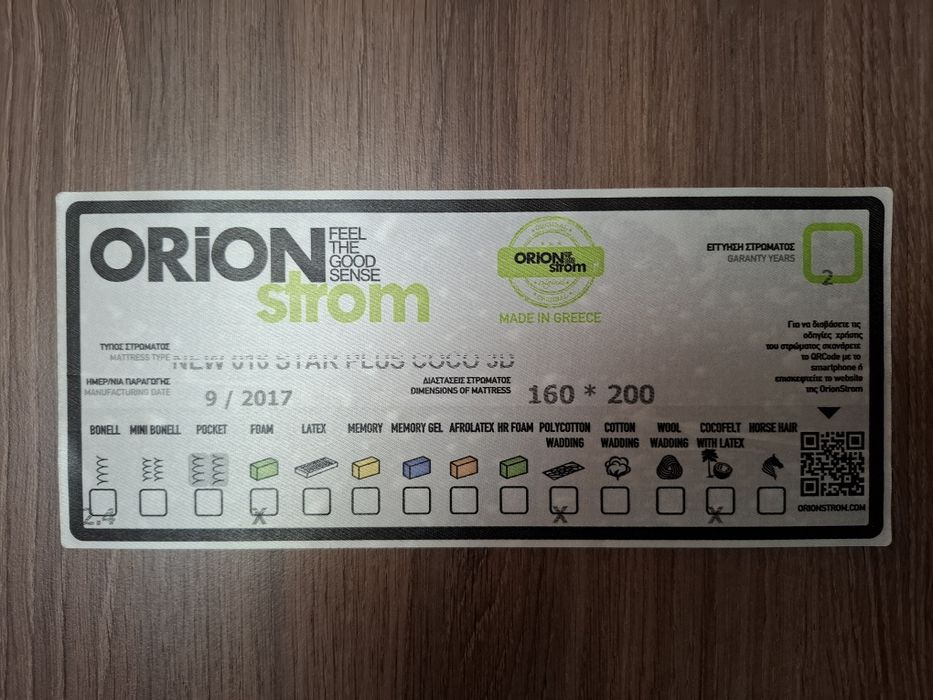 ORiON
FEEL
THE
GOOD
SENSE
strom
ORiON
strom
MADE IN GREECE
ΕΓΓΥΗΣΗ ΣΤΡΩΜΑΤΟΣ
GARANTY YEARS
2
ΤΥΠΟΣ ΣΤΡΩΜΑΤΟΣ
MATTRESS TYPE NEW 016 STAR PLUS COCO 3D
ΗΜΕΡ/ΝΙΑ ΠΑΡΑΓΩΓΗΣ
MANUFACTURING DATE
9 / 2017
ΔΙΑΣΤΑΣΕΙΣ ΣΤΡΩΜΑΤΟΣ
DIMENSIONS OF MATTRESS
160 * 200
Για να διαβάσετε τις
οδηγίες χρήσης
του στρώματος σκανάρετε
το QRCode με το
smartphone ή
επισκεφτείτε το website
της OrionStrom
BONELL MINI BONELL POCKET FOAM LATEX MEMORY MEMORY GEL AFROLATEX HR FOAM POLYCOTTON WADDING COTTON WADDING WOOL WADDING COCOFELT WITH LATEX HORSE HAIR
2.4 X X X
ORIONSTROM.COM